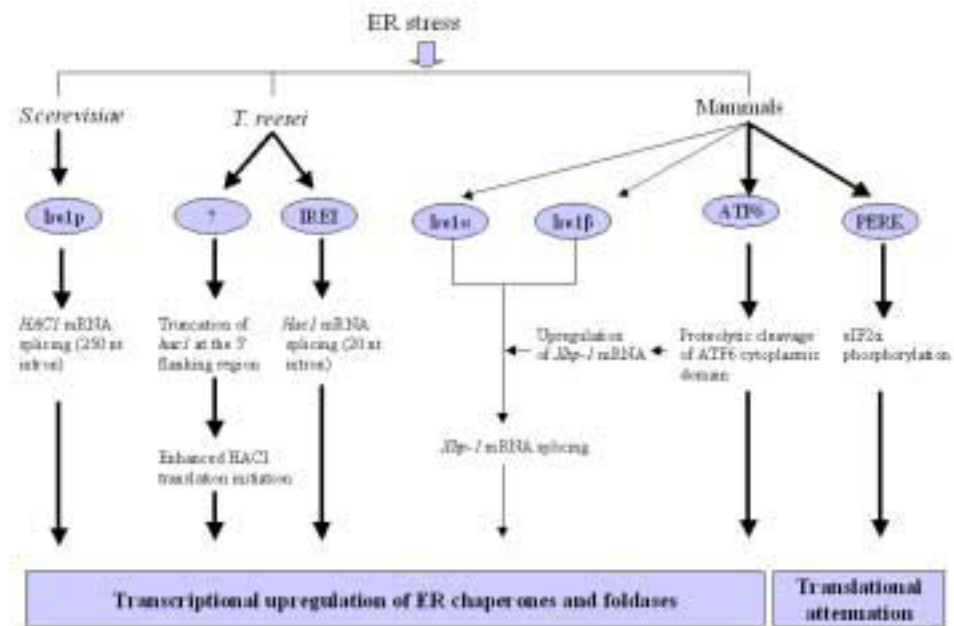 ER stress
S.cerevisiae
T. reesei
Mammals
Ire1p
?
IREI
Ire1α
Ire1β
ATF6
PERK
HAC1 mRNA
splicing (250 nt
intron)
Truncation of
hac1 at the 5'
flanking region
Hac1 mRNA
splicing (20 nt
intron)
Upregulation
of Xbp-1 mRNA
Proteolytic cleavage
of ATF6 cytoplasmic
domain
eIF2α
phosphorylation
Enhanced HACI
translation initiation
Xbp-1 mRNA splicing
Transcriptional upregulation of ER chaperones and foldases
Translational
attenuation